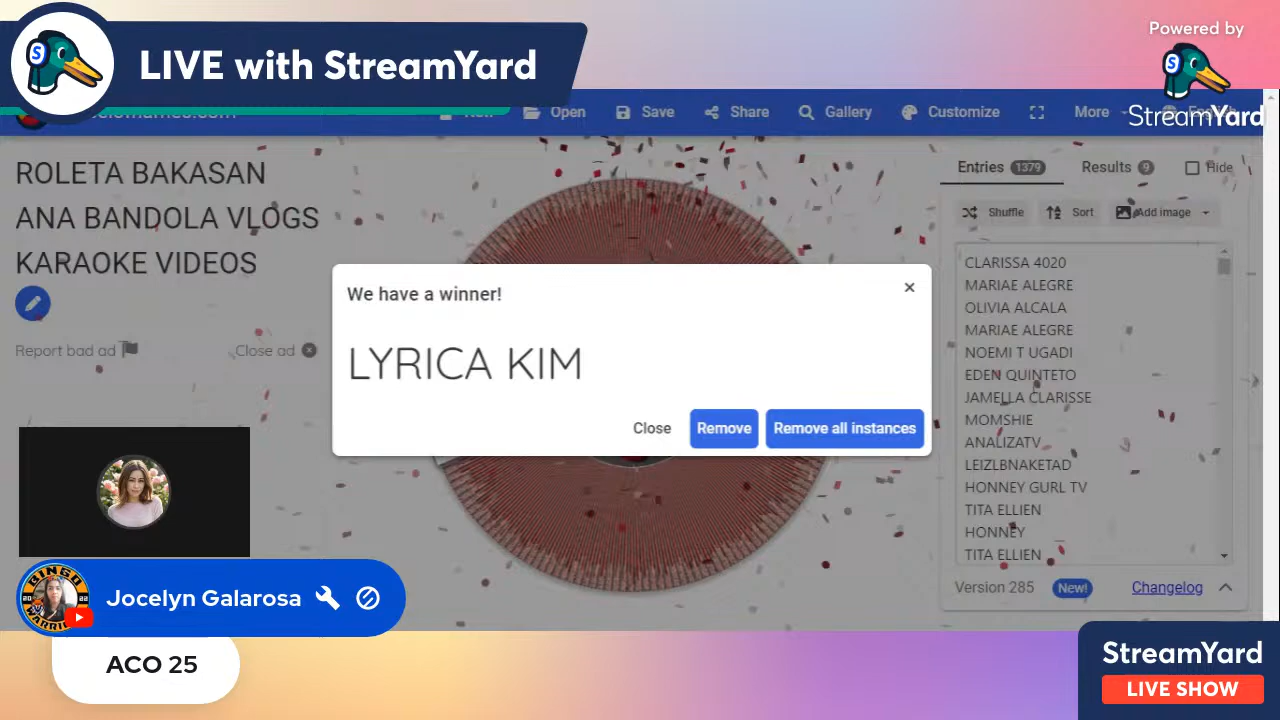 LIVE with StreamYard
Powered by
StreamYard
Open
Save
Share
Gallery
Customize
More
ROLETA BAKASAN
ANA BANDOLA VLOGS
KARAOKE VIDEOS
Report bad ad
Close ad
Entries 1379
Results 9
Hide
Shuffle
Sort
Add image
CLARISSA 4020
MARIAE ALEGRE
OLIVIA ALCALA
MARIAE ALEGRE
NOEMI T UGADI
EDEN QUINTETO
JAMELLA CLARISSE
MOMSHIE
ANALIZATV
LEIZLBNAKETAD
HONNEY GURL TV
TITA ELLIEN
HONNEY
TITA ELLIEN
Version 285 New! Changelog
We have a winner!
LYRICA KIM
Close
Remove
Remove all instances
BINGO
2022
Jocelyn Galarosa
ACO 25
StreamYard
LIVE SHOW